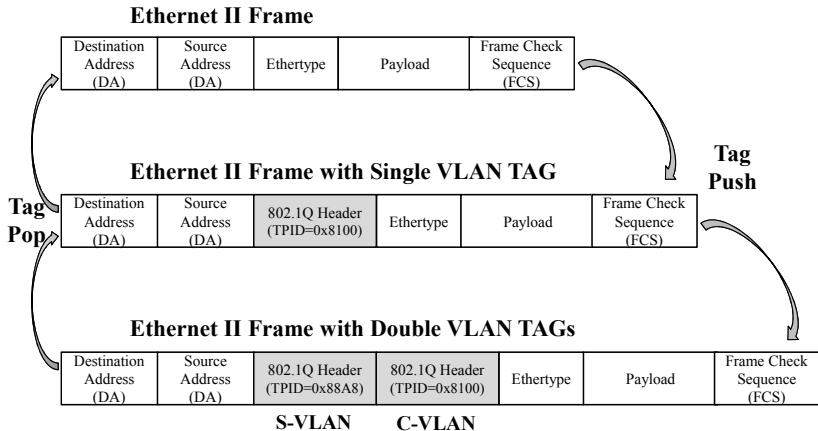 Ethernet II Frame
Destination
Address
(DA)
Source
Address
(DA)
Ethertype
Payload
Frame Check
Sequence
(FCS)
Ethernet II Frame with Single VLAN TAG
Tag
Push
Tag
Pop
Destination
Address
(DA)
Source
Address
(DA)
802.1Q Header
(TPID=0x8100)
Ethertype
Payload
Frame Check
Sequence
(FCS)
Ethernet II Frame with Double VLAN TAGs
Destination
Address
(DA)
Source
Address
(DA)
802.1Q Header
(TPID=0x88A8)
802.1Q Header
(TPID=0x8100)
Ethertype
Payload
Frame Check
Sequence
(FCS)
S-VLAN
C-VLAN